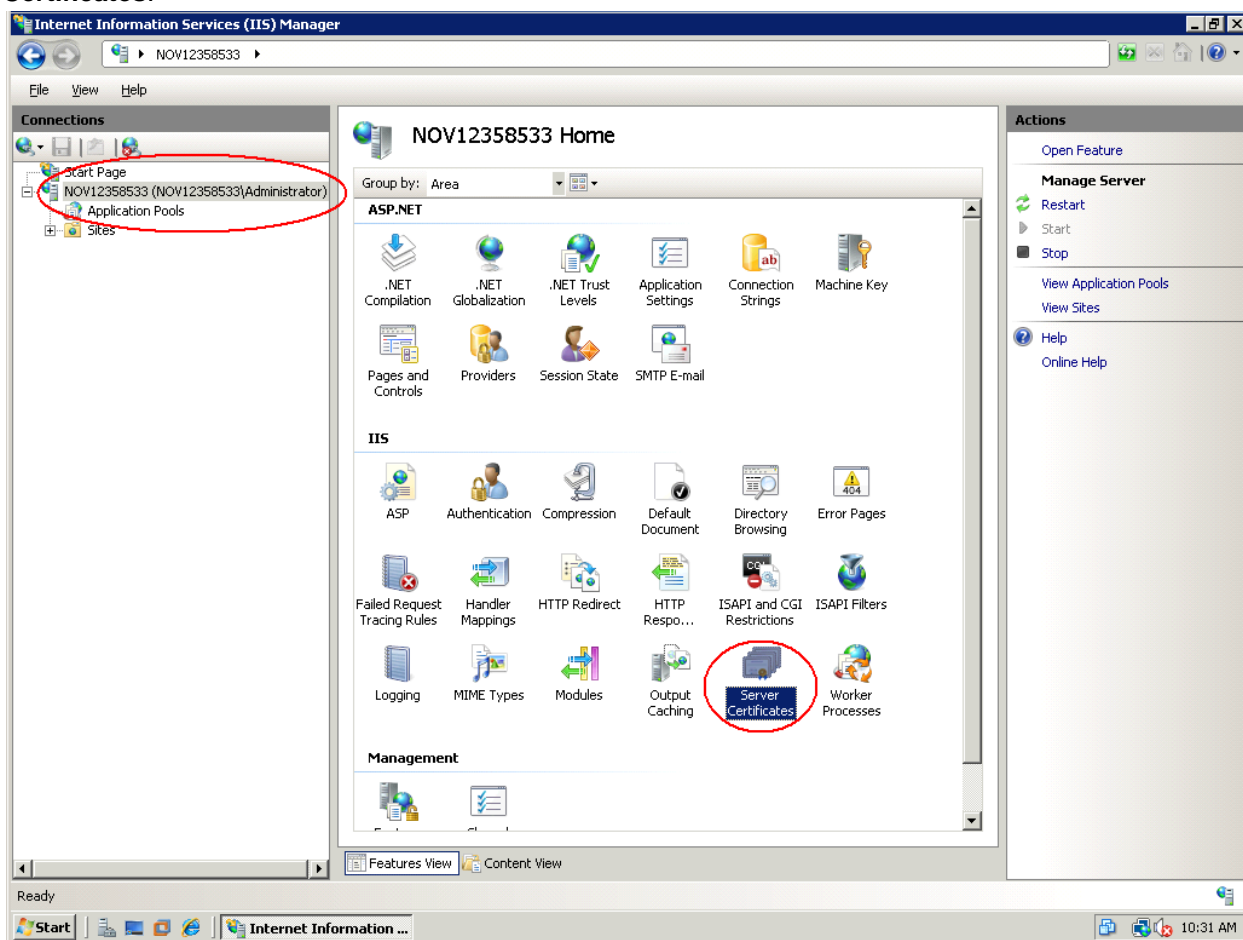 Certificates.
Internet Information Services (IIS) Manager
NOV12358533
File View Help
Connections
Start Page
NOV12358533 (NOV12358533\Administrator)
Application Pools
Sites
NOV12358533 Home
Group by: Area
ASP.NET
.NET Compilation
.NET Globalization
.NET Trust Levels
Application Settings
Connection Strings
Machine Key
Pages and Controls
Providers
Session State
SMTP E-mail
IIS
ASP
Authentication
Compression
Default Document
Directory Browsing
Error Pages
Failed Request Tracing Rules
Handler Mappings
HTTP Redirect
HTTP Respo...
ISAPI and CGI Restrictions
ISAPI Filters
Logging
MIME Types
Modules
Output Caching
Server Certificates
Worker Processes
Management
Features View Content View
Actions
Open Feature
Manage Server
Restart
Start
Stop
View Application Pools
View Sites
Help
Online Help
Ready
Start
Internet Information ...
10:31 AM